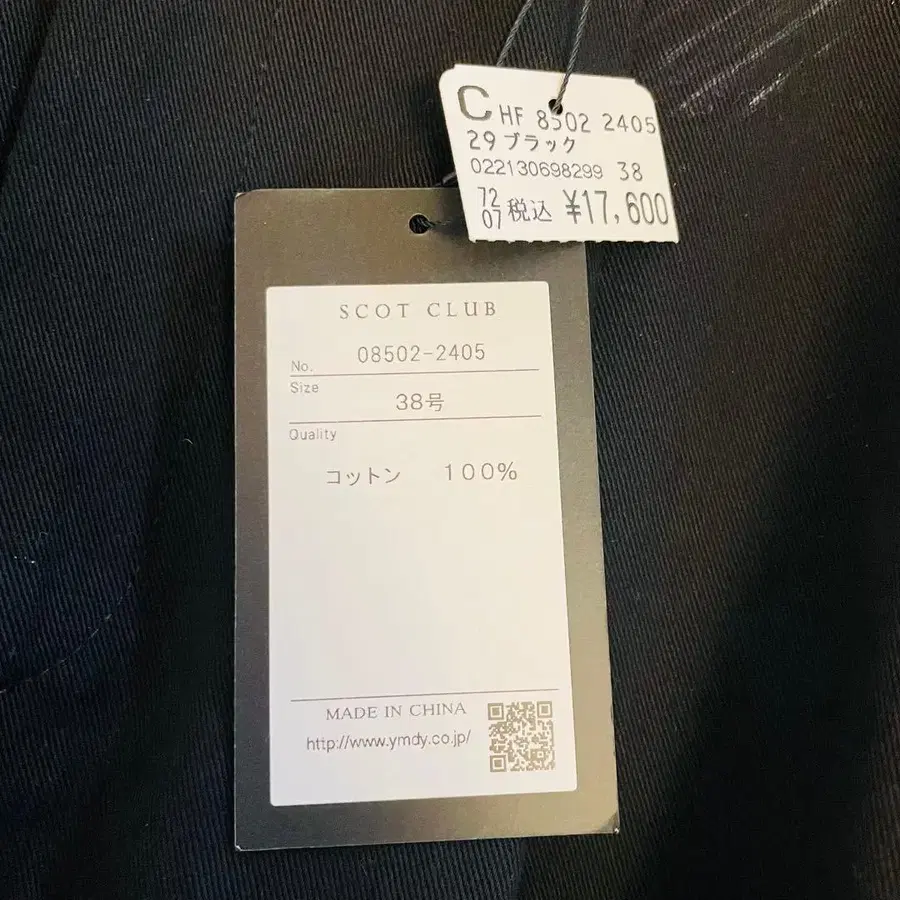 C HF 8502 2405
29 ブラック
022130698299 38
72
07 税込 ¥17,600
SCOT CLUB
No. 08502-2405
Size
38号
Quality
コットン 100%
MADE IN CHINA
http://www.ymdy.co.jp/